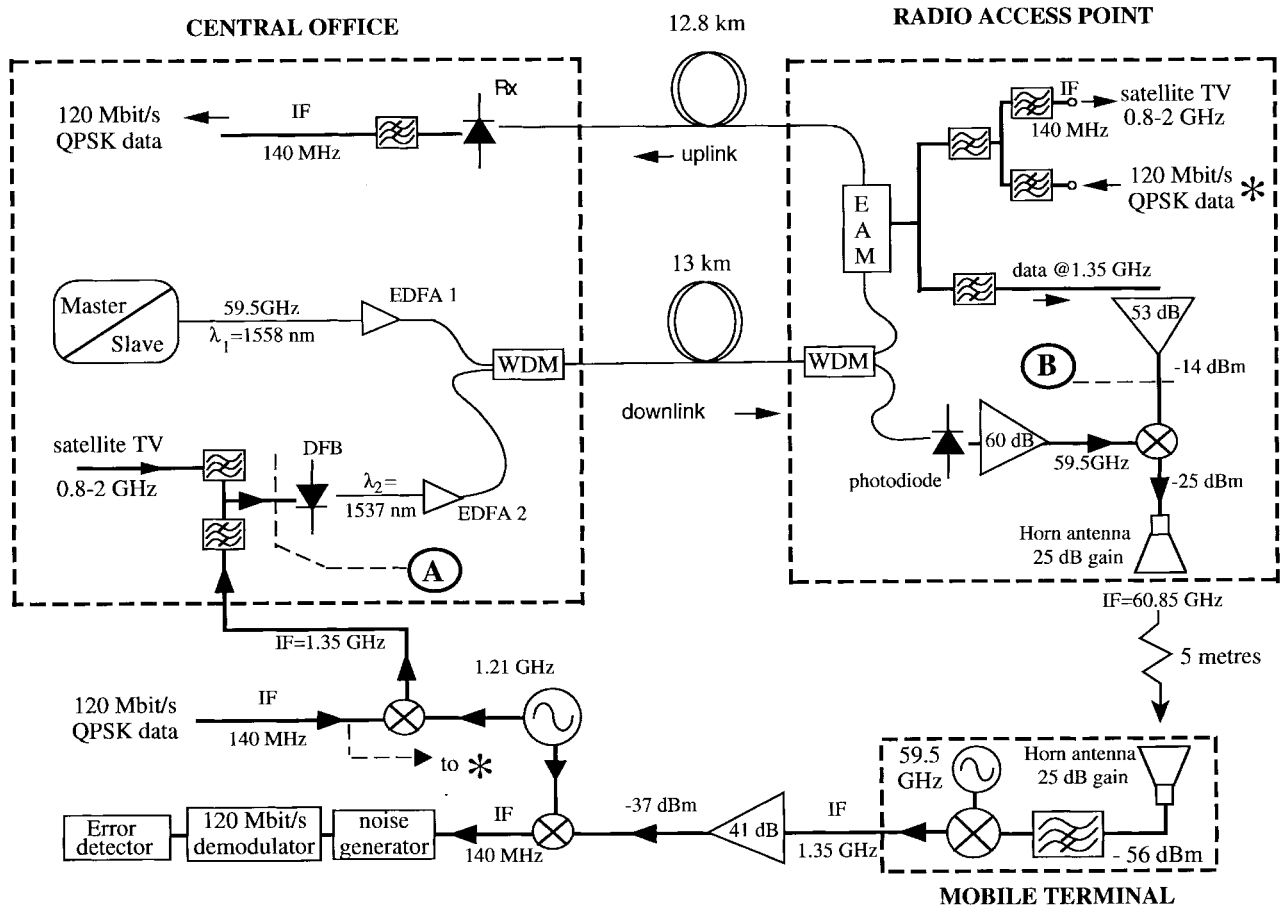 CENTRAL OFFICE
12.8 km
RADIO ACCESS POINT
120 Mbit/s
QPSK data
IF
140 MHz
Rx
uplink
IF
140 MHz
satellite TV
0.8-2 GHz
120 Mbit/s
QPSK data *
E
A
M
data @1.35 GHz
53 dB
B
-14 dBm
Master
Slave
59.5GHz
λ1=1558 nm
EDFA 1
WDM
13 km
downlink
WDM
photodiode
60 dB
59.5GHz
-25 dBm
Horn antenna
25 dB gain
satellite TV
0.8-2 GHz
DFB
λ2=
1537 nm
EDFA 2
A
IF=1.35 GHz
IF=60.85 GHz
5 metres
120 Mbit/s
QPSK data
IF
140 MHz
1.21 GHz
to *
Error
detector
120 Mbit/s
demodulator
noise
generator
IF
140 MHz
-37 dBm
41 dB
IF
1.35 GHz
59.5
GHz
Horn antenna
25 dB gain
- 56 dBm
MOBILE TERMINAL